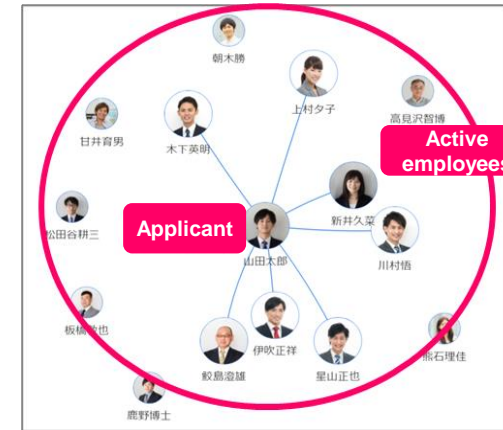 朝木勝
上村夕子
高見沢智博
甘井育男
木下英明
Active
employees
松田谷耕三
Applicant
新井久菜
山田太郎
川村悟
板橋 也
伊吹正祥
鮫島澄雄
星山正也
熊石理佳
鹿野博士